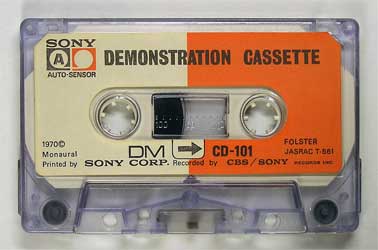 SONY
DEMONSTRATION CASSETTE
A
AUTO-SENSOR
1970©
Monaural
Printed by
DM
CD-101
FOLSTER
JASRAC T-561
SONY CORP. Recorded by CBS/SONY RECORDS INC.